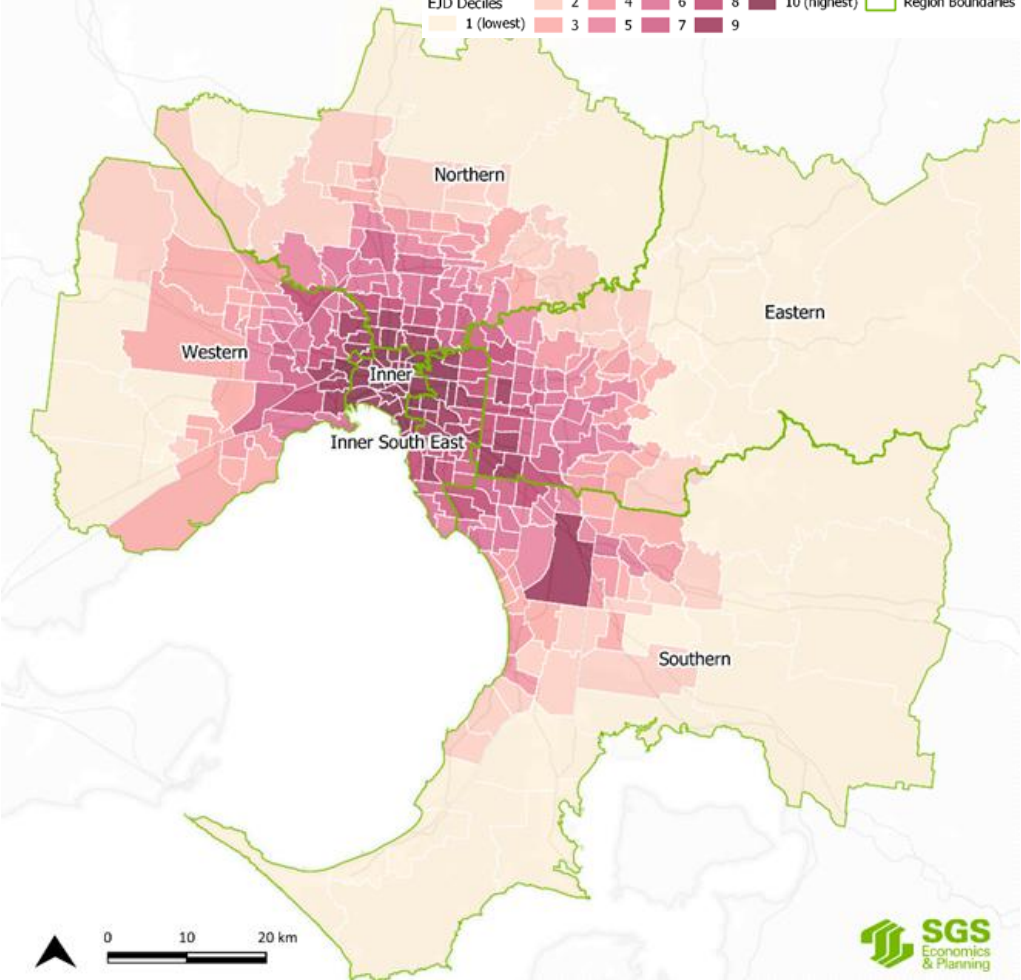 EJD Deciles 2 4 6 8 10 (highest) Region Boundaries
1 (lowest) 3 5 7 9
Northern
Eastern
Western
Inner
Inner South East
Southern
0 10 20 km
SGS
Economics
& Planning